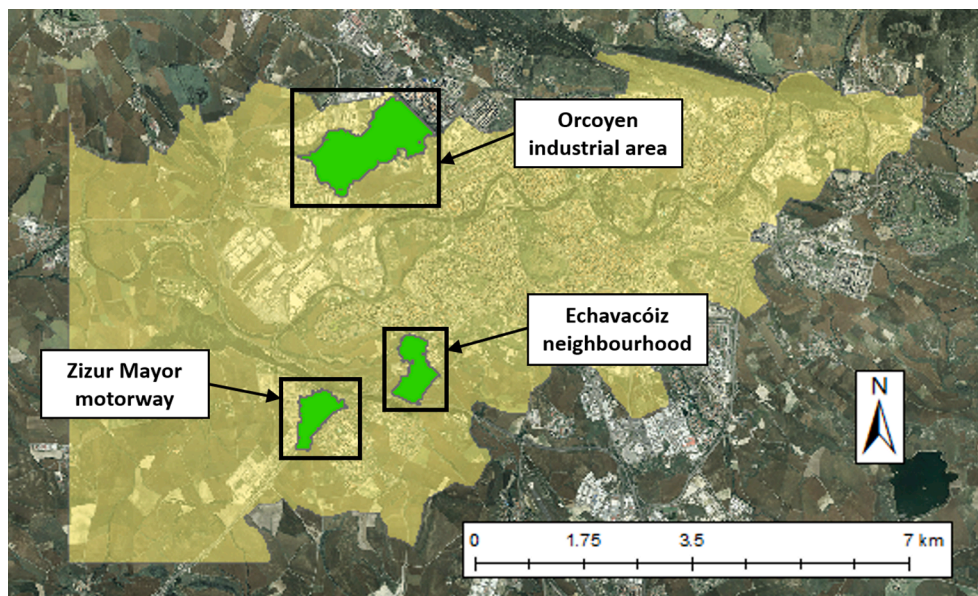 Orcoyen
industrial area
Echavacóiz
neighbourhood
Zizur Mayor
motorway
N
0 1.75 3.5 7 km